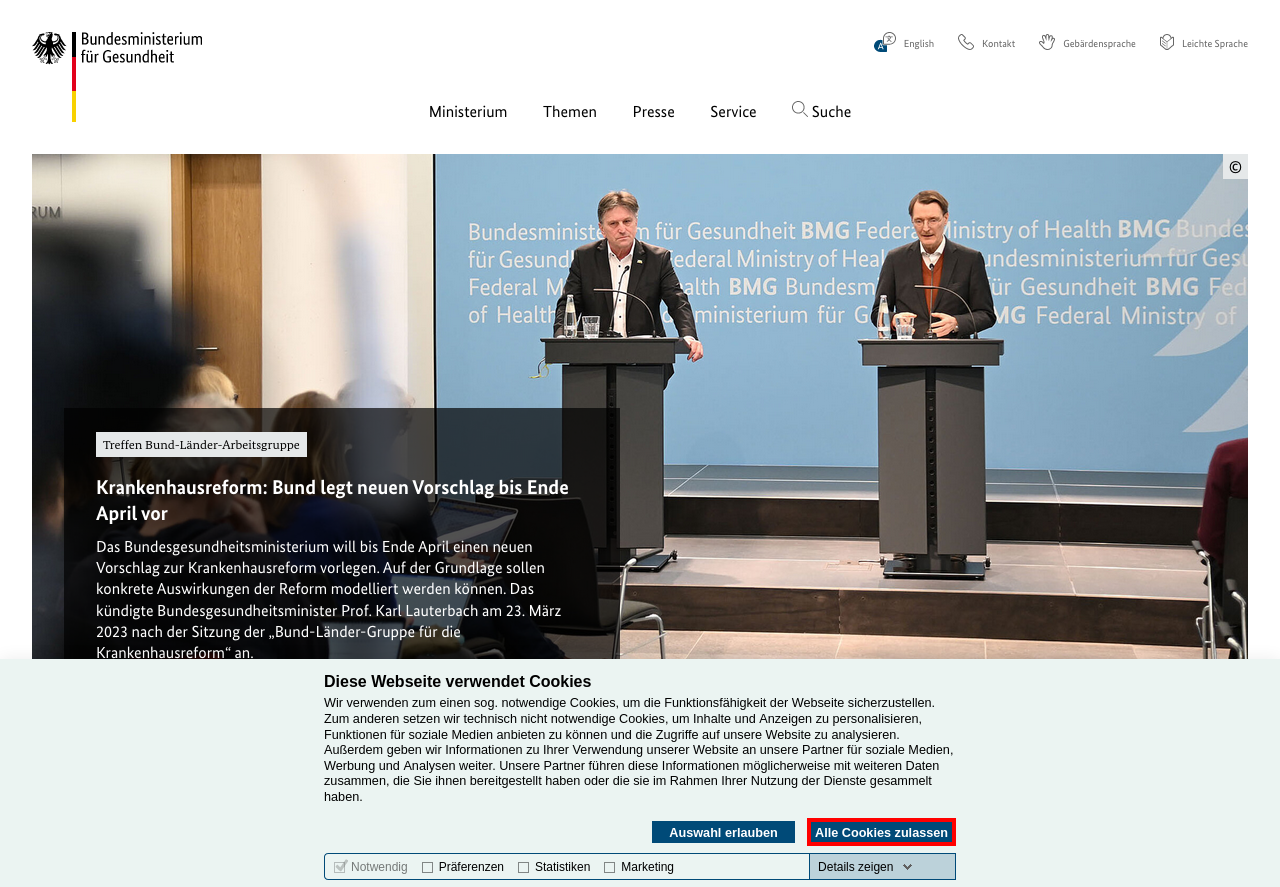 Bundesministerium
für Gesundheit
English
Kontakt
Gebärdensprache
Leichte Sprache
Ministerium
Themen
Presse
Service
Suche
©
RUM
Bundesministerium für Gesundheit BMG Federal Ministry of Health BMG Bundes
für Gesund Federal Ministry of Hea undesministerium für Gesu
Federal M alth BMG Bundesm ür Gesundheit BMG Fede
of Health ministerium für G MG Federal Ministry o
Treffen Bund-Länder-Arbeitsgruppe
Krankenhausreform: Bund legt neuen Vorschlag bis Ende
April vor
Das Bundesgesundheitsministerium will bis Ende April einen neuen
Vorschlag zur Krankenhausreform vorlegen. Auf der Grundlage sollen
konkrete Auswirkungen der Reform modelliert werden können. Das
kündigte Bundesgesundheitsminister Prof. Karl Lauterbach am 23. März
2023 nach der Sitzung der „Bund-Länder-Gruppe für die
Krankenhausreform“ an.
Diese Webseite verwendet Cookies
Wir verwenden zum einen sog. notwendige Cookies, um die Funktionsfähigkeit der Webseite sicherzustellen.
Zum anderen setzen wir technisch nicht notwendige Cookies, um Inhalte und Anzeigen zu personalisieren,
Funktionen für soziale Medien anbieten zu können und die Zugriffe auf unsere Website zu analysieren.
Außerdem geben wir Informationen zu Ihrer Verwendung unserer Website an unsere Partner für soziale Medien,
Werbung und Analysen weiter. Unsere Partner führen diese Informationen möglicherweise mit weiteren Daten
zusammen, die Sie ihnen bereitgestellt haben oder die sie im Rahmen Ihrer Nutzung der Dienste gesammelt
haben.
Auswahl erlauben
Alle Cookies zulassen
Notwendig
Präferenzen
Statistiken
Marketing
Details zeigen